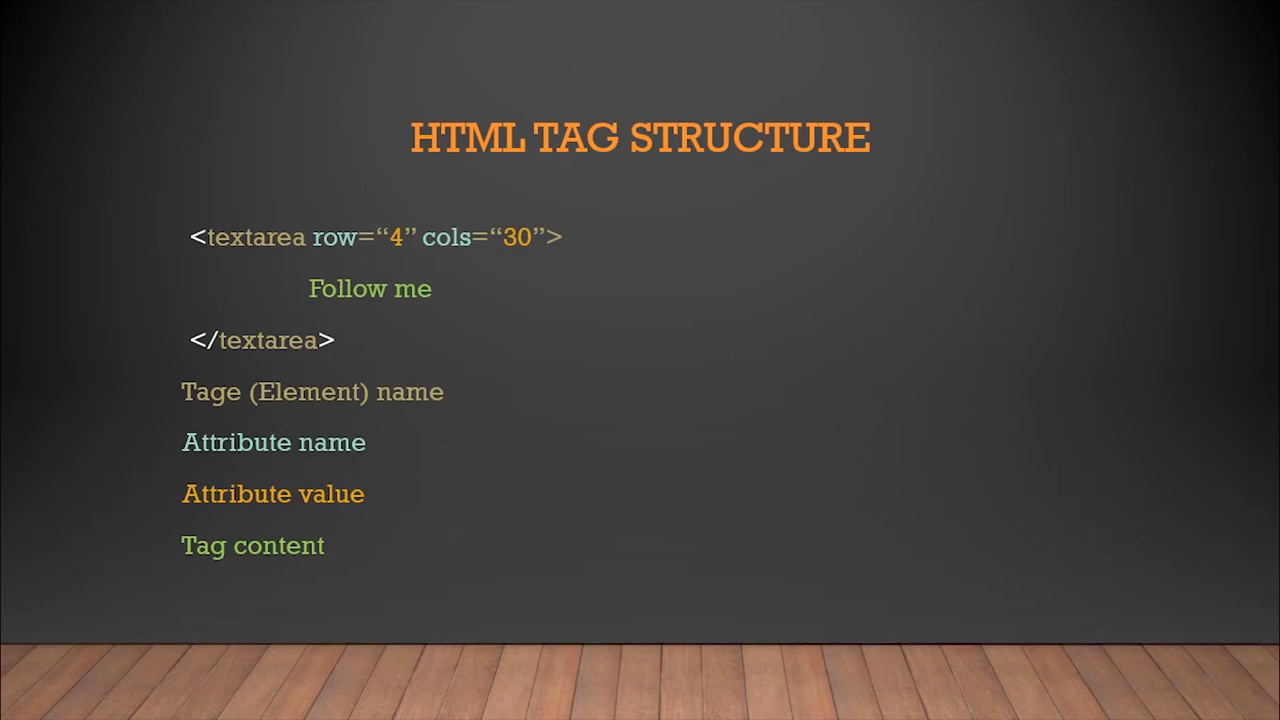 HTML TAG STRUCTURE
<textarea row=“4” cols=“30”>
Follow me
</textarea>
Tage (Element) name
Attribute name
Attribute value
Tag content